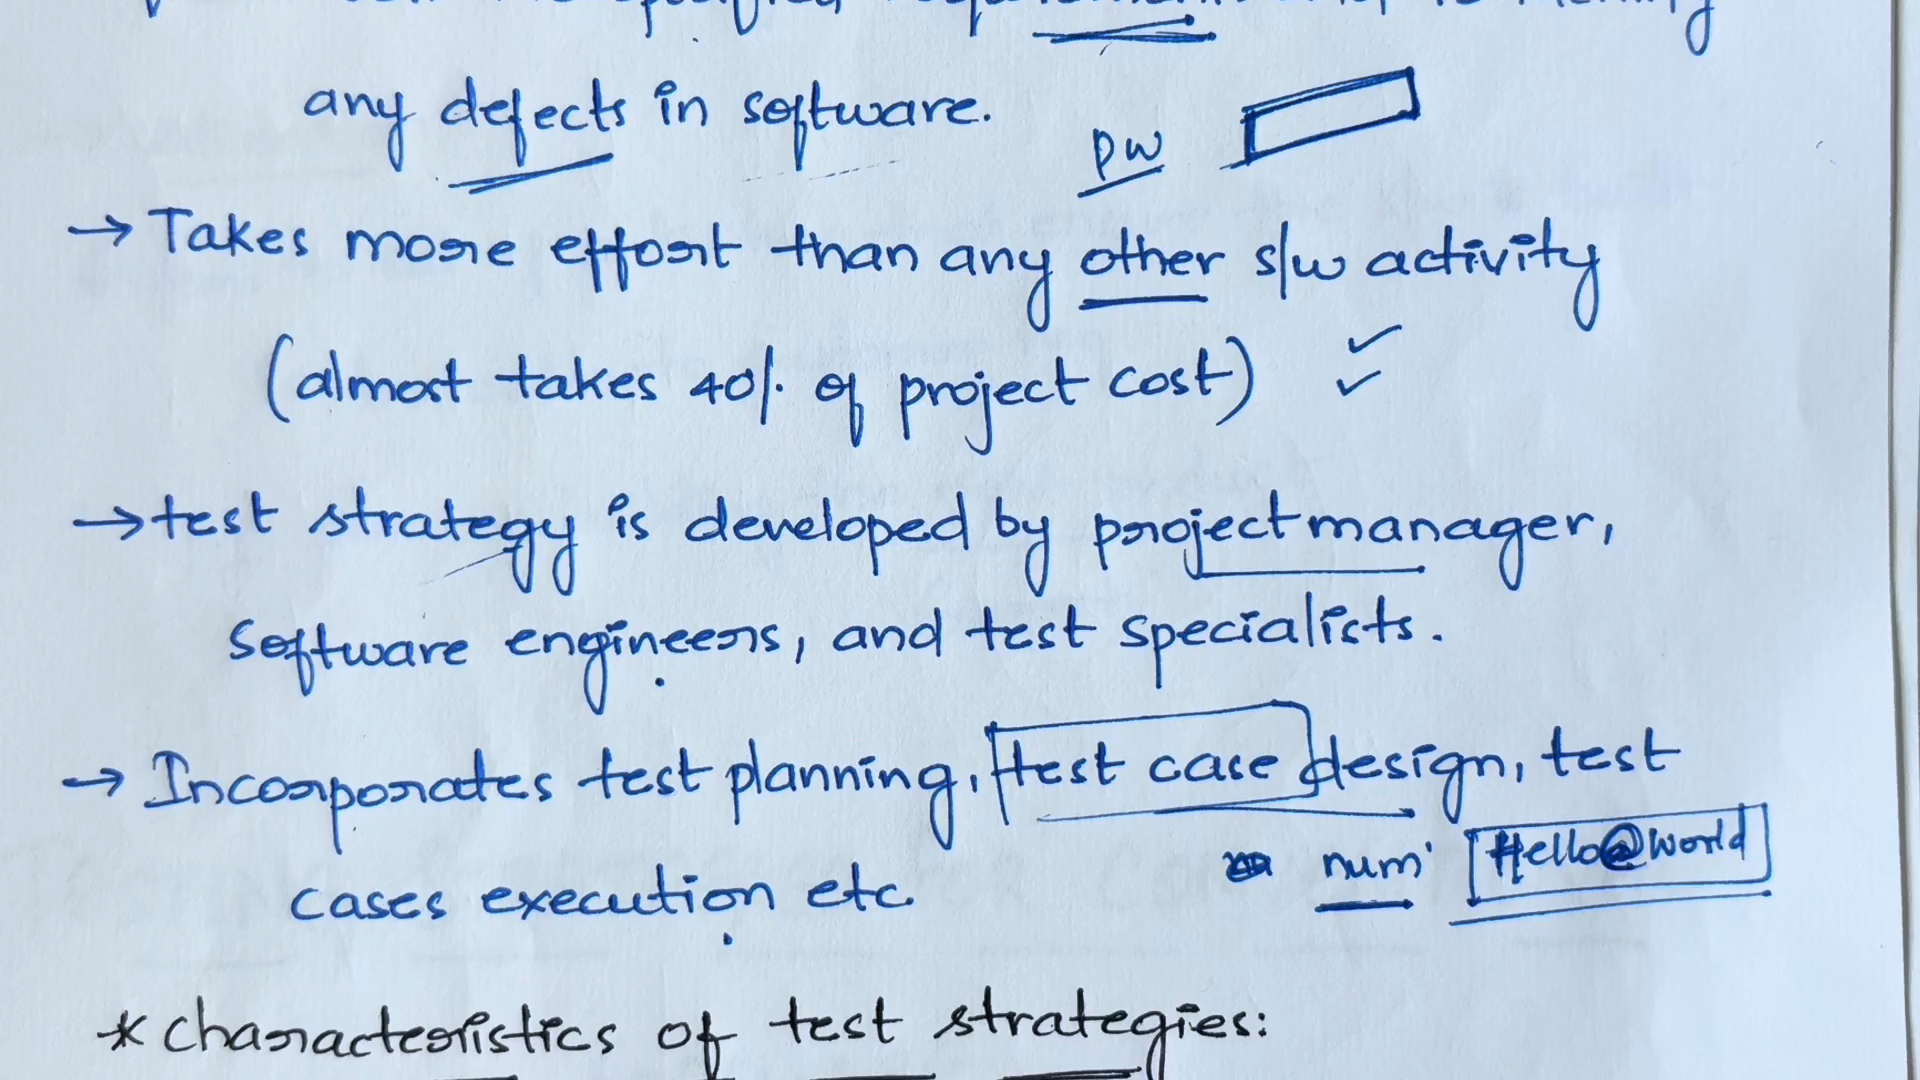 specified requirements
any defects in software.
pw
→ Takes more effort than any other s/w activity
(almost takes 40% of project cost)
→ test strategy is developed by project manager,
Software engineers, and test specialists.
→ Incorporates test planning, test case design, test
num Hello@World
cases execution etc.
* characteristics of test strategies: